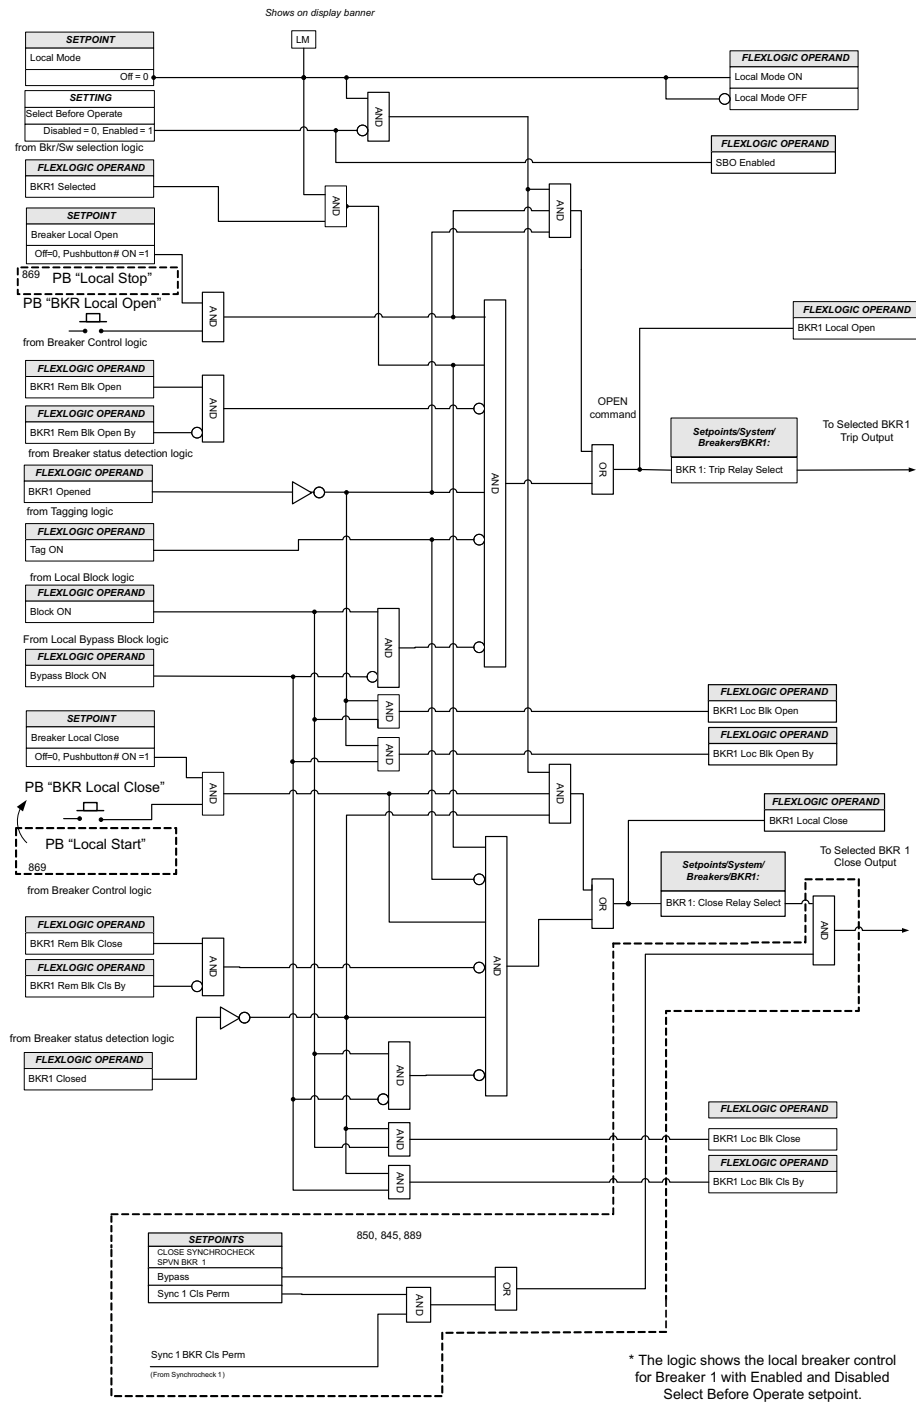 Shows on display banner
LM
SETPOINT
Local Mode
Off = 0
SETTING
Select Before Operate
Disabled = 0, Enabled = 1
from Bkr/Sw selection logic
FLEXLOGIC OPERAND
BKR1 Selected
SETPOINT
Breaker Local Open
Off=0, Pushbutton# ON =1
869 PB “Local Stop”
PB “BKR Local Open”
from Breaker Control logic
FLEXLOGIC OPERAND
BKR1 Rem Blk Open
FLEXLOGIC OPERAND
BKR1 Rem Blk Open By
from Breaker status detection logic
FLEXLOGIC OPERAND
BKR1 Opened
from Tagging logic
FLEXLOGIC OPERAND
Tag ON
from Local Block logic
FLEXLOGIC OPERAND
Block ON
From Local Bypass Block logic
FLEXLOGIC OPERAND
Bypass Block ON
SETPOINT
Breaker Local Close
Off=0, Pushbutton# ON =1
PB “BKR Local Close”
PB “Local Start”
869
from Breaker Control logic
FLEXLOGIC OPERAND
BKR1 Rem Blk Close
FLEXLOGIC OPERAND
BKR1 Rem Blk Cls By
from Breaker status detection logic
FLEXLOGIC OPERAND
BKR1 Closed
AND
AND
AND
AND
AND
AND
AND
AND
AND
OR
OPEN
command
AND
AND
AND
AND
AND
OR
AND
AND
AND
AND
FLEXLOGIC OPERAND
Local Mode ON
Local Mode OFF
FLEXLOGIC OPERAND
SBO Enabled
FLEXLOGIC OPERAND
BKR1 Local Open
Setpoints/System/
Breakers/BKR1:
BKR 1: Trip Relay Select
To Selected BKR 1
Trip Output
FLEXLOGIC OPERAND
BKR1 Loc Blk Open
FLEXLOGIC OPERAND
BKR1 Loc Blk Open By
FLEXLOGIC OPERAND
BKR1 Local Close
Setpoints/System/
Breakers/BKR1:
BKR 1: Close Relay Select
To Selected BKR 1
Close Output
FLEXLOGIC OPERAND
BKR1 Loc Blk Close
FLEXLOGIC OPERAND
BKR1 Loc Blk Cls By
850, 845, 889
SETPOINTS
CLOSE SYNCHROCHECK
SPVN BKR 1
Bypass
Sync 1 Cls Perm
AND
OR
Sync 1 BKR Cls Perm
(From Synchrocheck 1)
* The logic shows the local breaker control
for Breaker 1 with Enabled and Disabled
Select Before Operate setpoint.